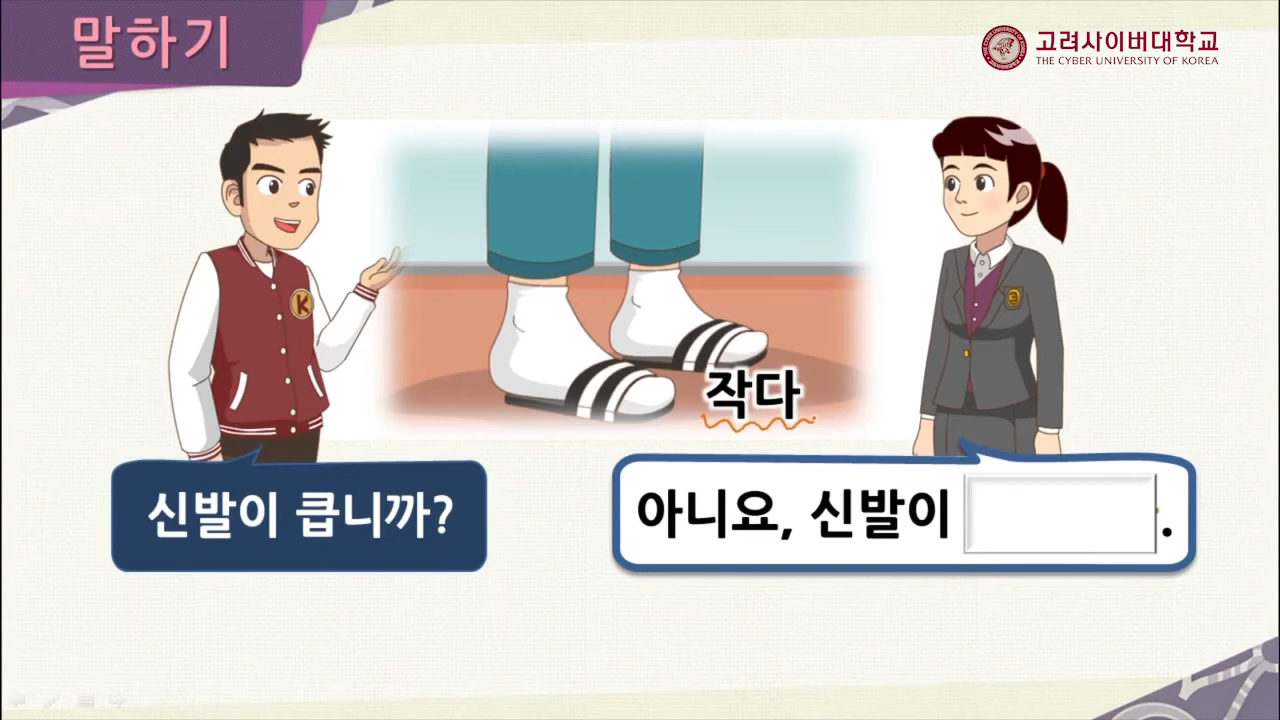 말하기
고려사이버대학교
THE CYBER UNIVERSITY OF KOREA
K
작다
신발이 큽니까?
아니요, 신발이 .